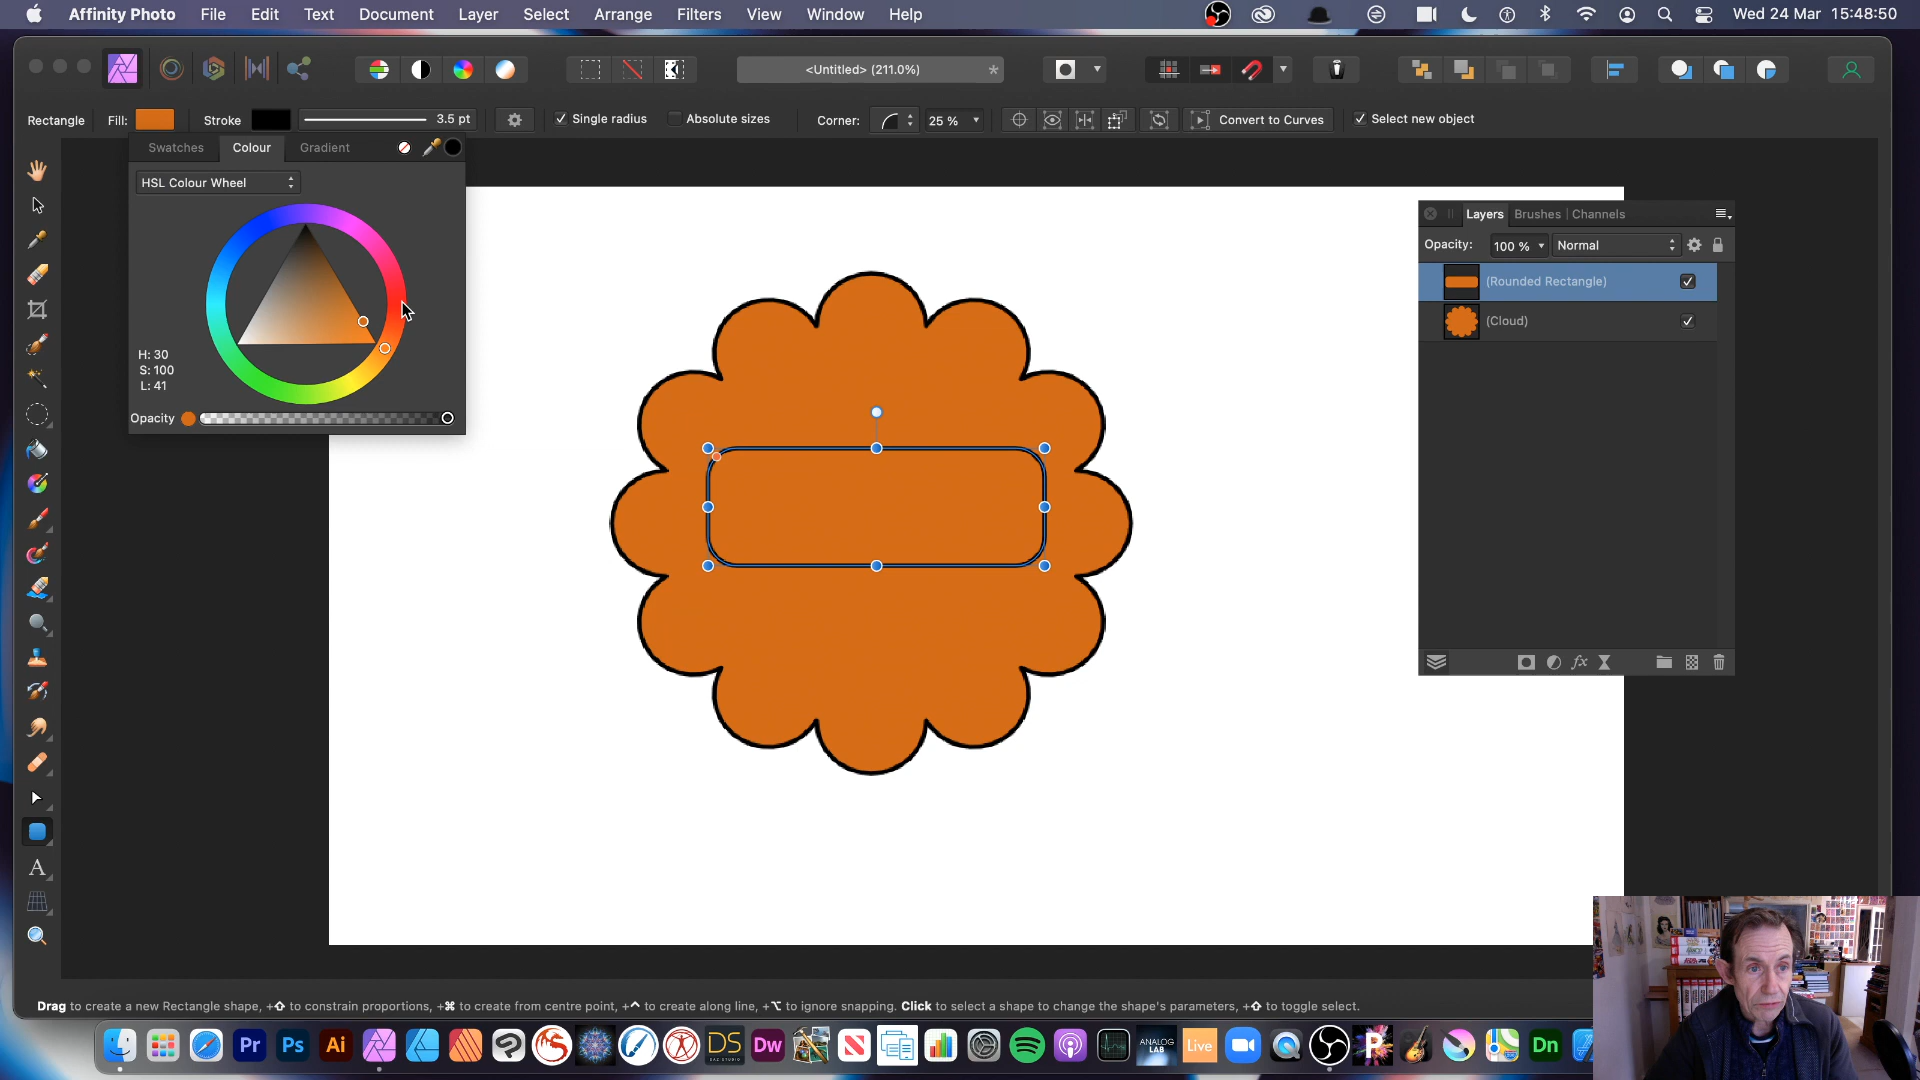 Affinity Photo File Edit Text Document Layer Select Arrange Filters View Window Help Wed 24 Mar 15:48:50
<Untitled> (211.0%) *
Rectangle Fill: Stroke 3.5 pt Single radius Absolute sizes Corner: 25 % Convert to Curves Select new object
Swatches Colour Gradient
HSL Colour Wheel
H: 30
S: 100
L: 41
Opacity
Layers Brushes Channels
Opacity: 100 % Normal
(Rounded Rectangle)
(Cloud)
fx
A
Drag to create a new Rectangle shape, +⇧ to constrain proportions, +⌘ to create from centre point, +^ to create along line, +⌥ to ignore snapping. Click to select a shape to change the shape's parameters, +⇧ to toggle select.
Pr Ps Ai DS Dw N ANALOG LAB Live P Dn